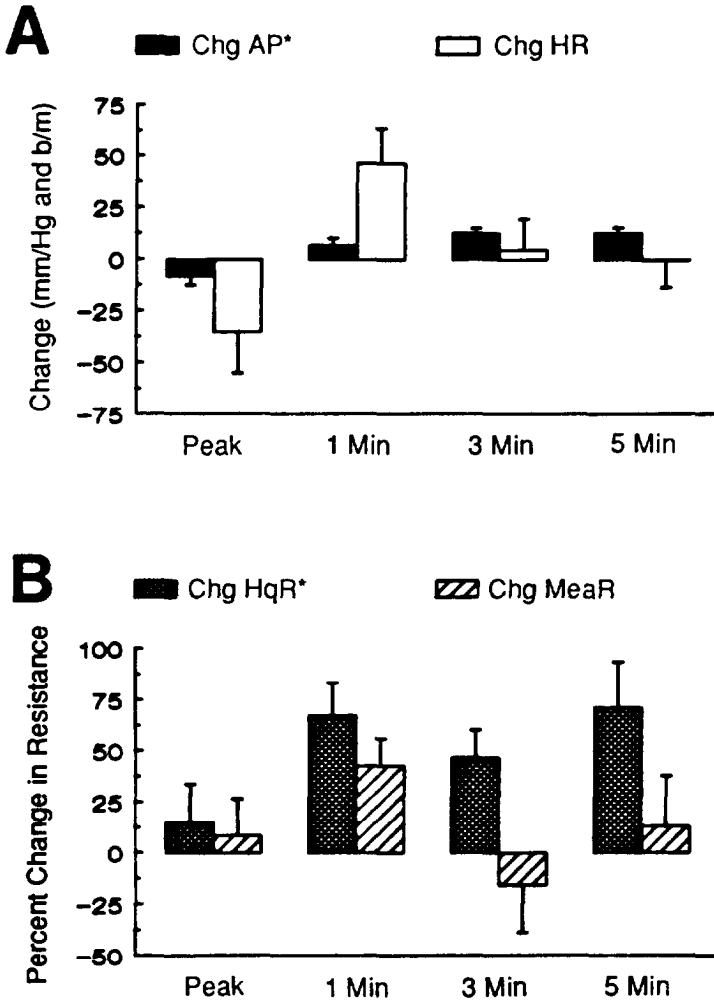 A
Chg AP*
Chg HR
Change (mm/Hg and b/m)
75
50
25
0
-25
-50
-75
Peak
1 Min
3 Min
5 Min
B
Chg HqR*
Chg MeaR
Percent Change in Resistance
100
75
50
25
0
-25
-50
Peak
1 Min
3 Min
5 Min